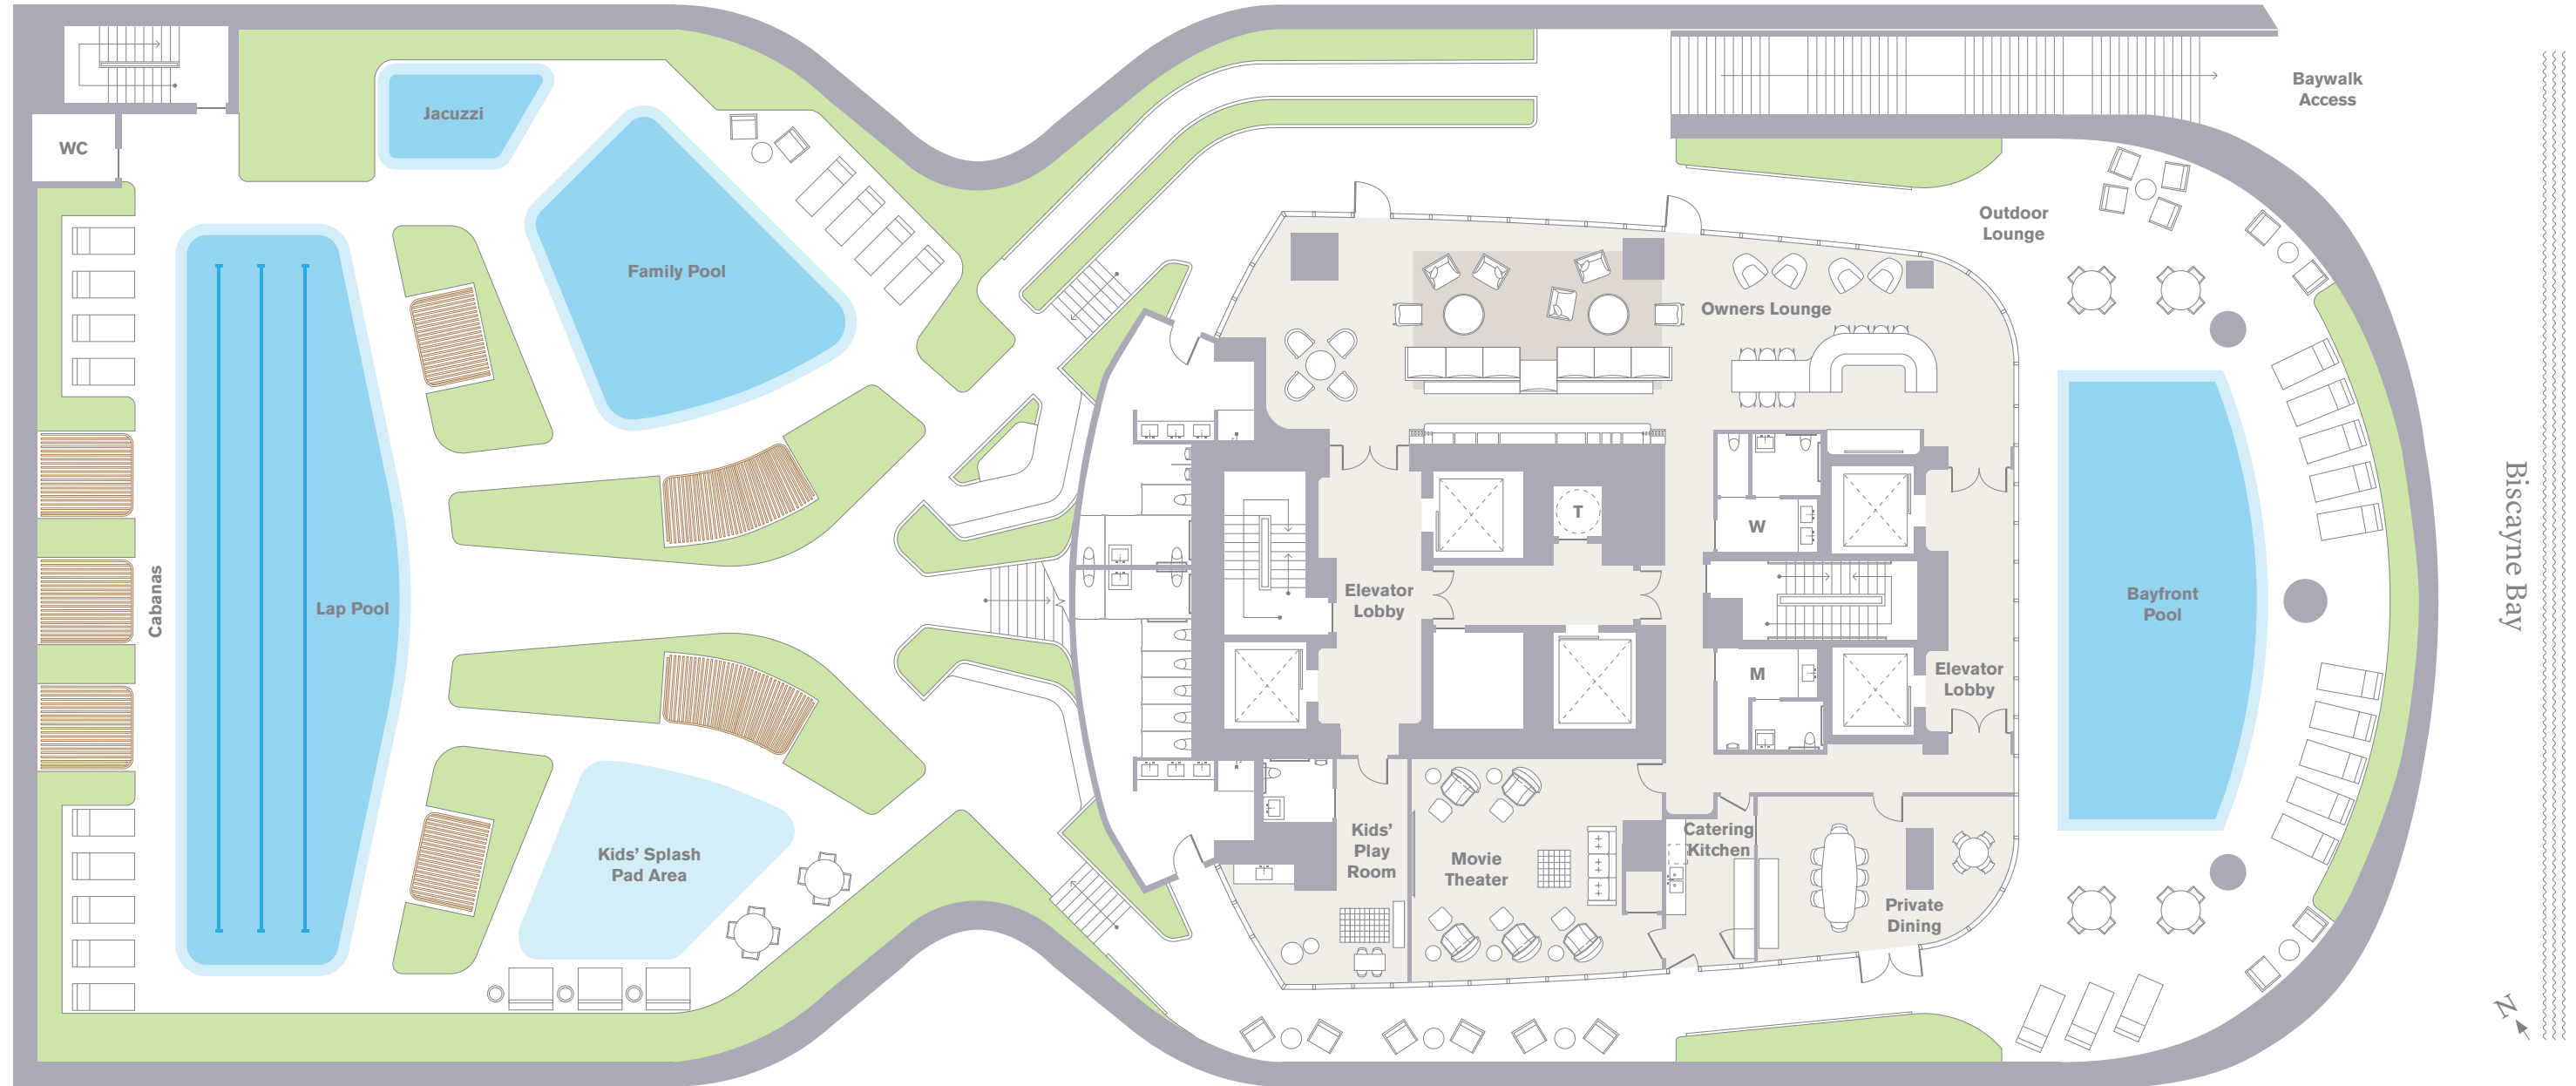 Jacuzzi
WC
Family Pool
Lap Pool
Cabanas
Kids’ Splash
Pad Area
Baywalk
Access
Outdoor
Lounge
Owners Lounge
T
W
Elevator
Lobby
M
Elevator
Lobby
Bayfront
Pool
Biscayne Bay
Kids’
Play
Room
Movie
Theater
Catering
Kitchen
Private
Dining
N